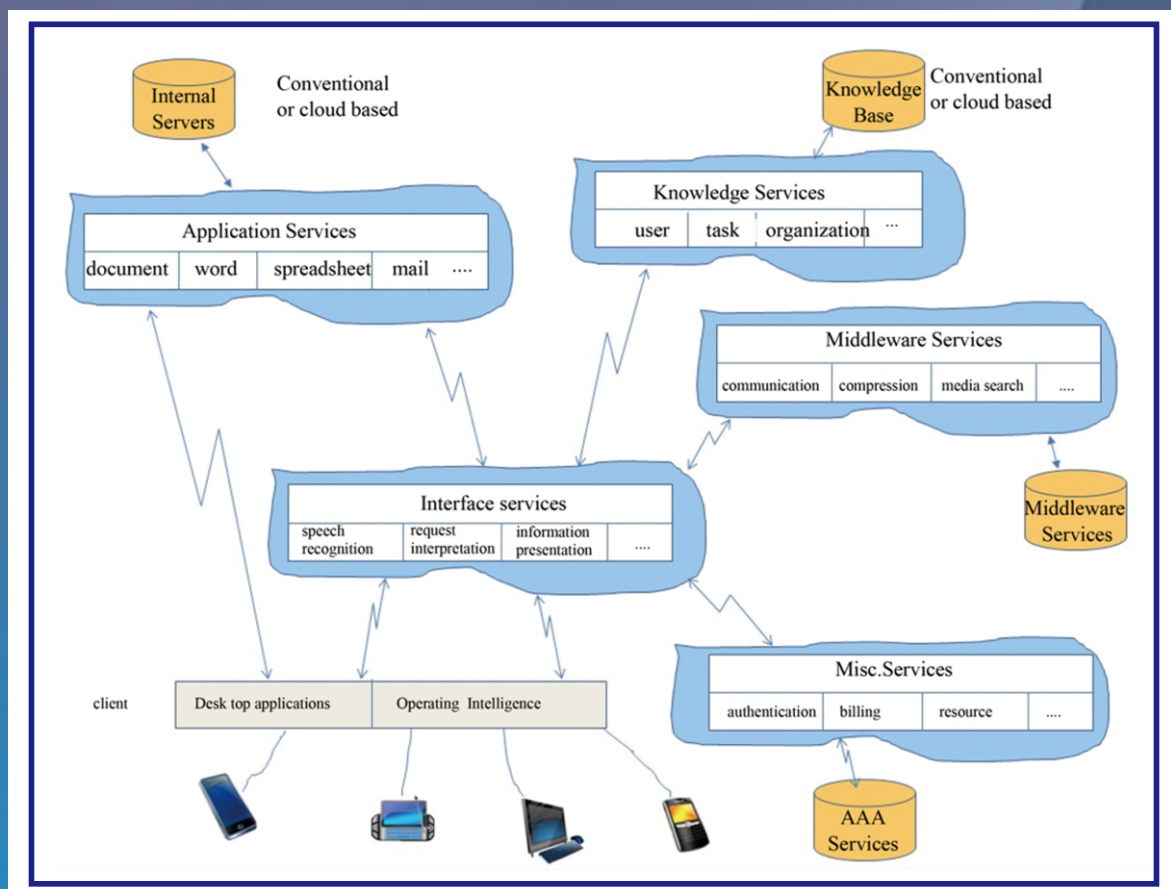 Internal
Servers
Conventional
or cloud based
Knowledge
Base
Conventional
or cloud based
Application Services
document word spreadsheet mail ....
Knowledge Services
user task organization ...
Middleware Services
communication compression media search ....
Middleware
Services
Interface services
speech
recognition
request
interpretation
information
presentation
....
Misc.Services
authentication billing resource ....
AAA
Services
client
Desk top applications
Operating Intelligence